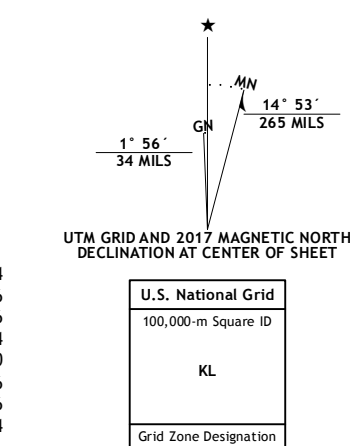 ★
MN
14° 53´
265 MILS
GN
1° 56´
34 MILS
UTM GRID AND 2017 MAGNETIC NORTH
DECLINATION AT CENTER OF SHEET
U.S. National Grid
100,000-m Square ID
KL
Grid Zone Designation